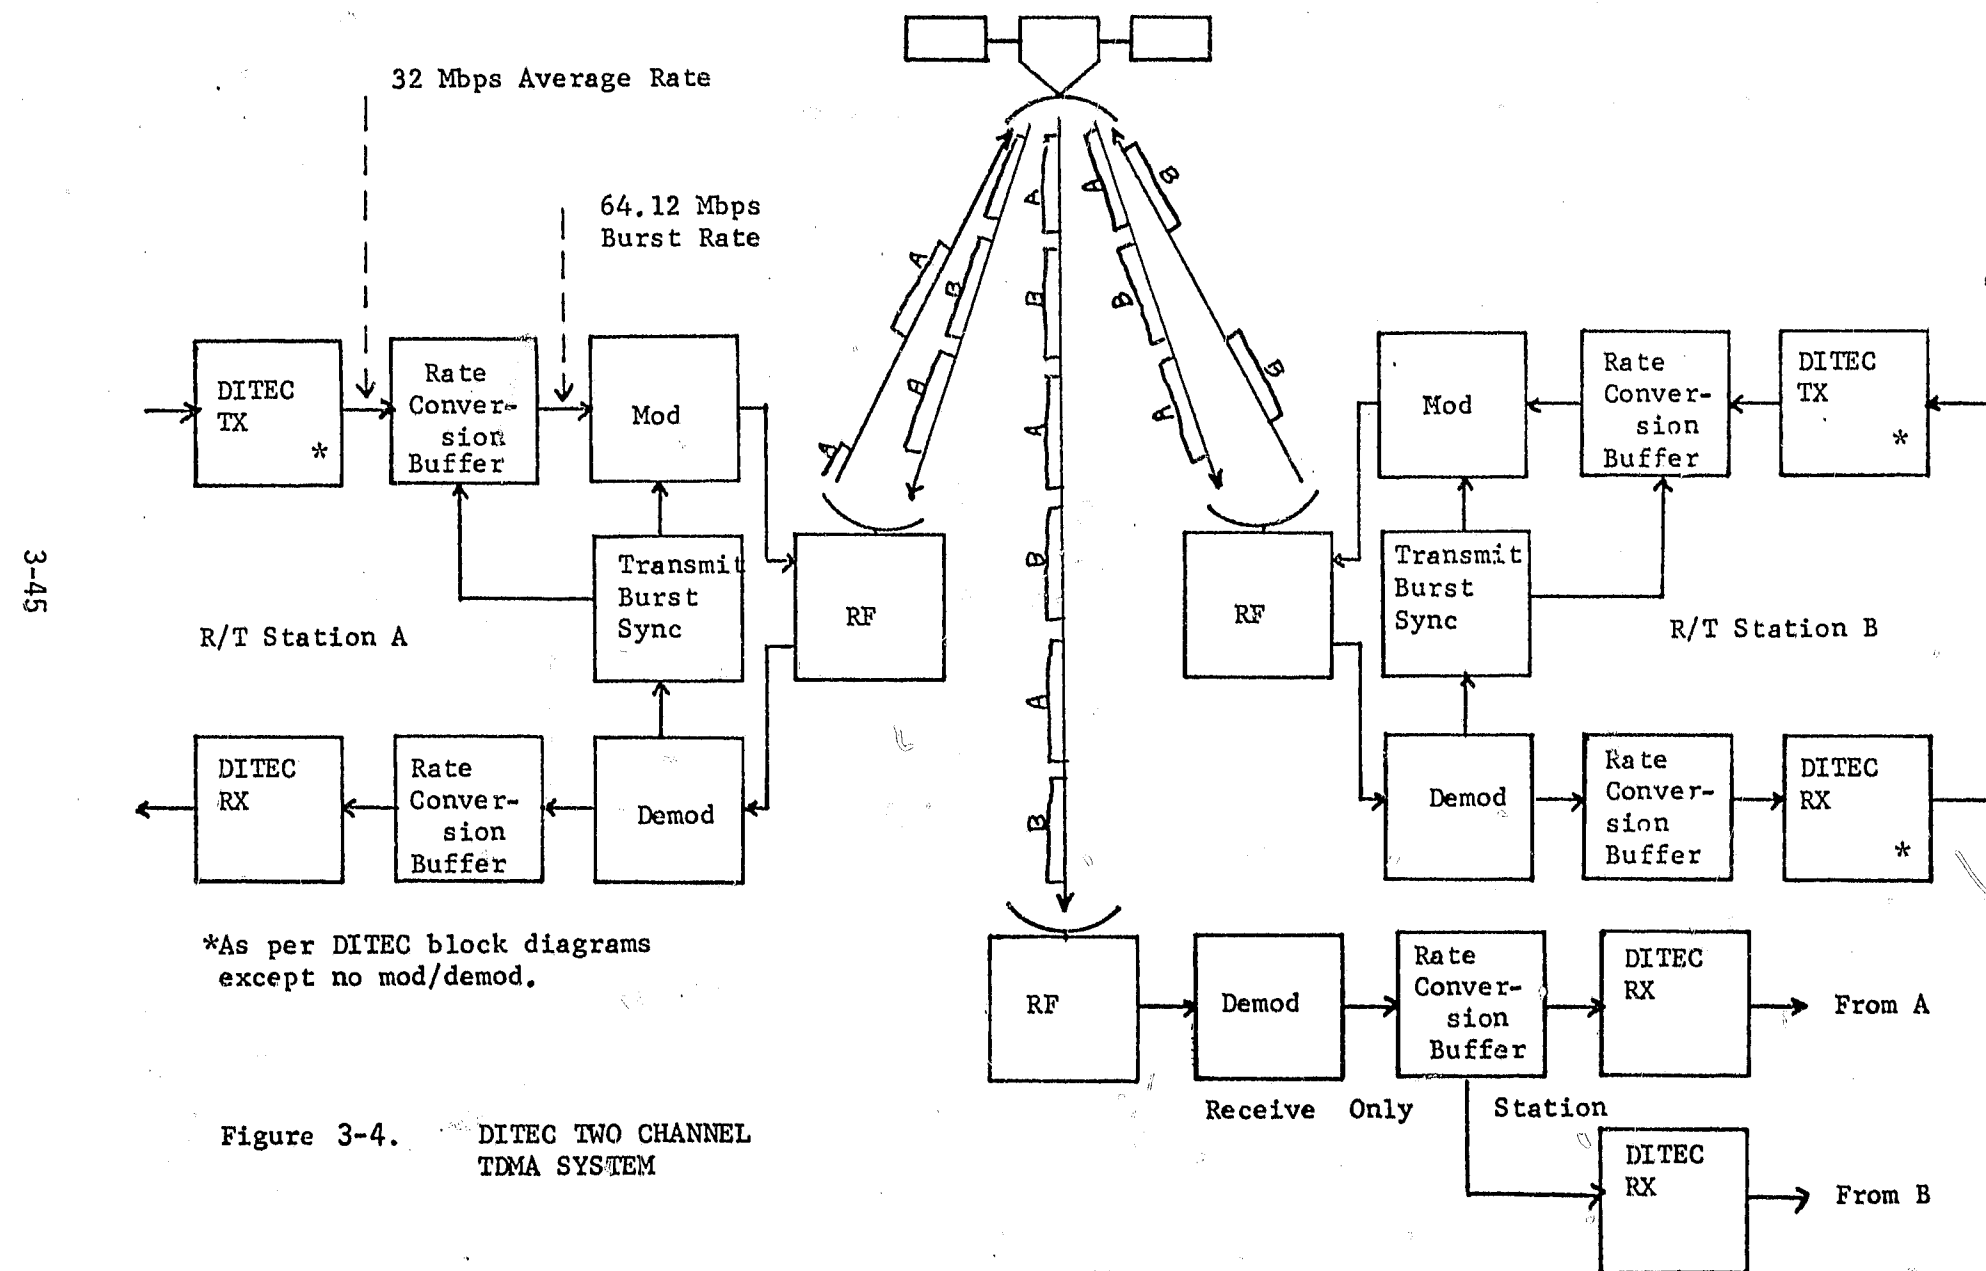 32 Mbps Average Rate
64.12 Mbps
Burst Rate
DITEC
TX
*
Rate
Conver-
sion
Buffer
Mod
Transmit
Burst
Sync
RF
R/T Station A
DITEC
RX
Rate
Conver-
sion
Buffer
Demod
A
A
B
A
A
B
A
B
A
B
A
B
A
B
B
Mod
Rate
Conver-
sion
Buffer
DITEC
TX
*
RF
Transmit
Burst
Sync
R/T Station B
Demod
Rate
Conver-
sion
Buffer
DITEC
RX
*
3-45
*As per DITEC block diagrams
except no mod/demod.
RF
Demod
Rate
Conver-
sion
Buffer
DITEC
RX
From A
Receive Only Station
DITEC
RX
From B
Figure 3-4. DITEC TWO CHANNEL
TDMA SYSTEM